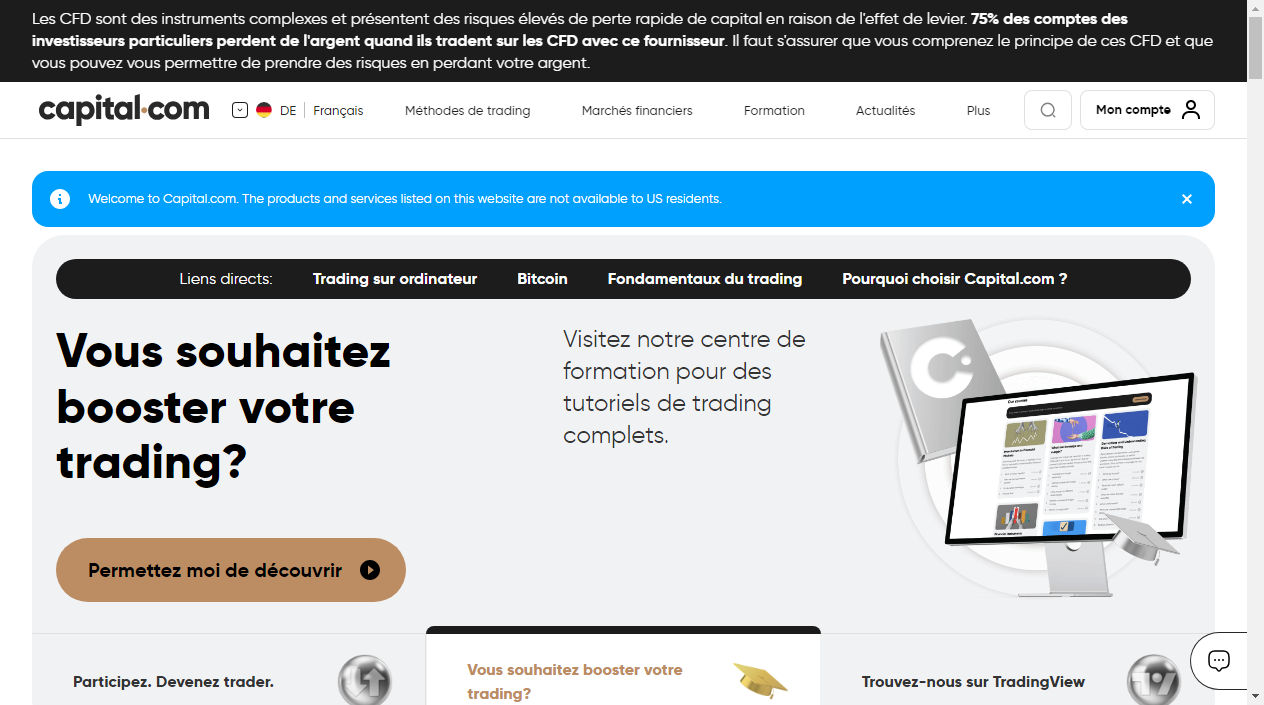 Les CFD sont des instruments complexes et présentent des risques élevés de perte rapide de capital en raison de l'effet de levier. 75% des comptes des
investisseurs particuliers perdent de l'argent quand ils tradent sur les CFD avec ce fournisseur. Il faut s'assurer que vous comprenez le principe de ces CFD et que
vous pouvez vous permettre de prendre des risques en perdant votre argent.
capital.com DE Français Méthodes de trading Marchés financiers Formation Actualités Plus Mon compte
Welcome to Capital.com. The products and services listed on this website are not available to US residents.
Liens directs: Trading sur ordinateur Bitcoin Fondamentaux du trading Pourquoi choisir Capital.com ?
Vous souhaitez
booster votre
trading?
Visitez notre centre de
formation pour des
tutoriels de trading
complets.
Permettez moi de découvrir
Participez. Devenez trader.
Vous souhaitez booster votre
trading?
Trouvez-nous sur TradingView